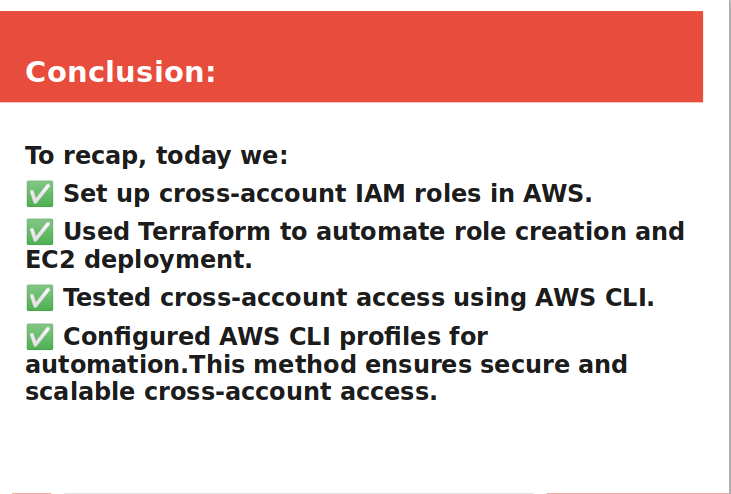 Conclusion:
To recap, today we:
✅ Set up cross-account IAM roles in AWS.
✅ Used Terraform to automate role creation and
EC2 deployment.
✅ Tested cross-account access using AWS CLI.
✅ Configured AWS CLI profiles for
automation.This method ensures secure and
scalable cross-account access.